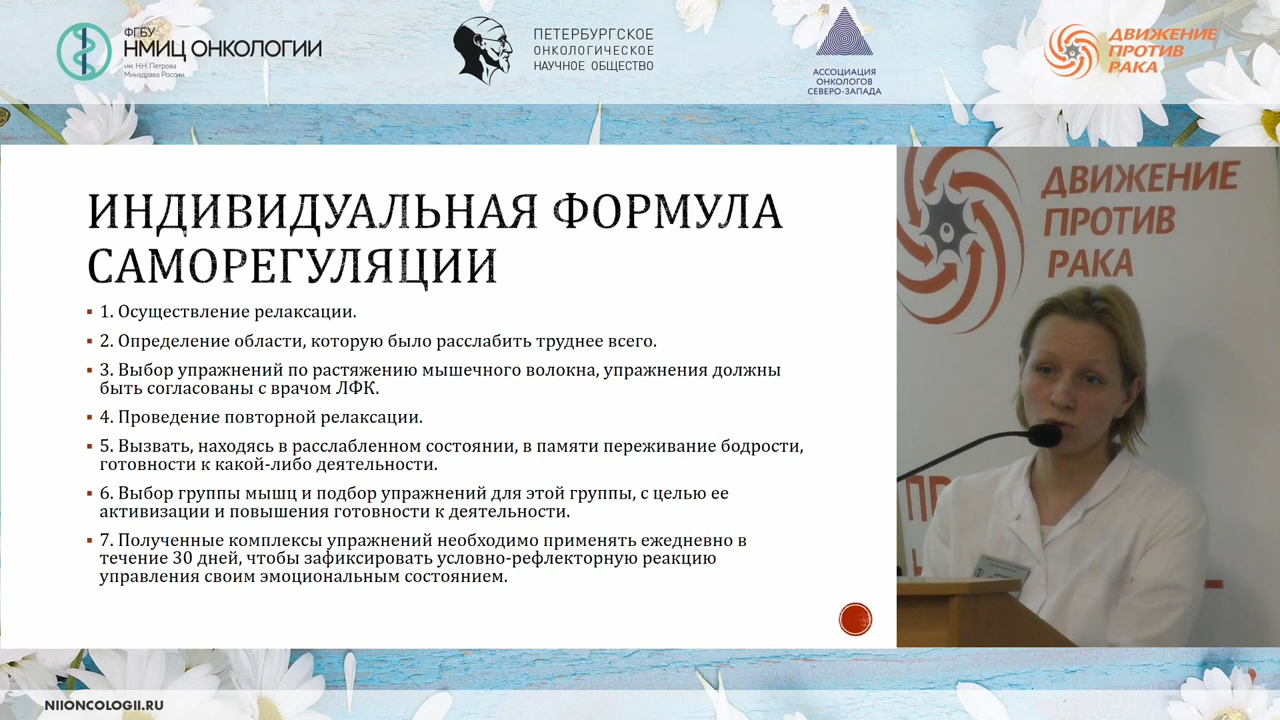 ФГБУ
НМИЦ ОНКОЛОГИИ
им. Н.Н. Петрова
Минздрава России
ПЕТЕРБУРГСКОЕ
ОНКОЛОГИЧЕСКОЕ
НАУЧНОЕ ОБЩЕСТВО
АССОЦИАЦИЯ
ОНКОЛОГОВ
СЕВЕРО-ЗАПАДА
ДВИЖЕНИЕ
ПРОТИВ
РАКА
ИНДИВИДУАЛЬНАЯ ФОРМУЛА
САМОРЕГУЛЯЦИИ
▪ 1. Осуществление релаксации.
▪ 2. Определение области, которую было расслабить труднее всего.
▪ 3. Выбор упражнений по растяжению мышечного волокна, упражнения должны
быть согласованы с врачом ЛФК.
▪ 4. Проведение повторной релаксации.
▪ 5. Вызвать, находясь в расслабленном состоянии, в памяти переживание бодрости,
готовности к какой-либо деятельности.
▪ 6. Выбор группы мышц и подбор упражнений для этой группы, с целью ее
активизации и повышения готовности к деятельности.
▪ 7. Полученные комплексы упражнений необходимо применять ежедневно в
течение 30 дней, чтобы зафиксировать условно-рефлекторную реакцию
управления своим эмоциональным состоянием.
ДВИЖЕНИЕ
ПРОТИВ
РАКА
NIIONCOLOGII.RU